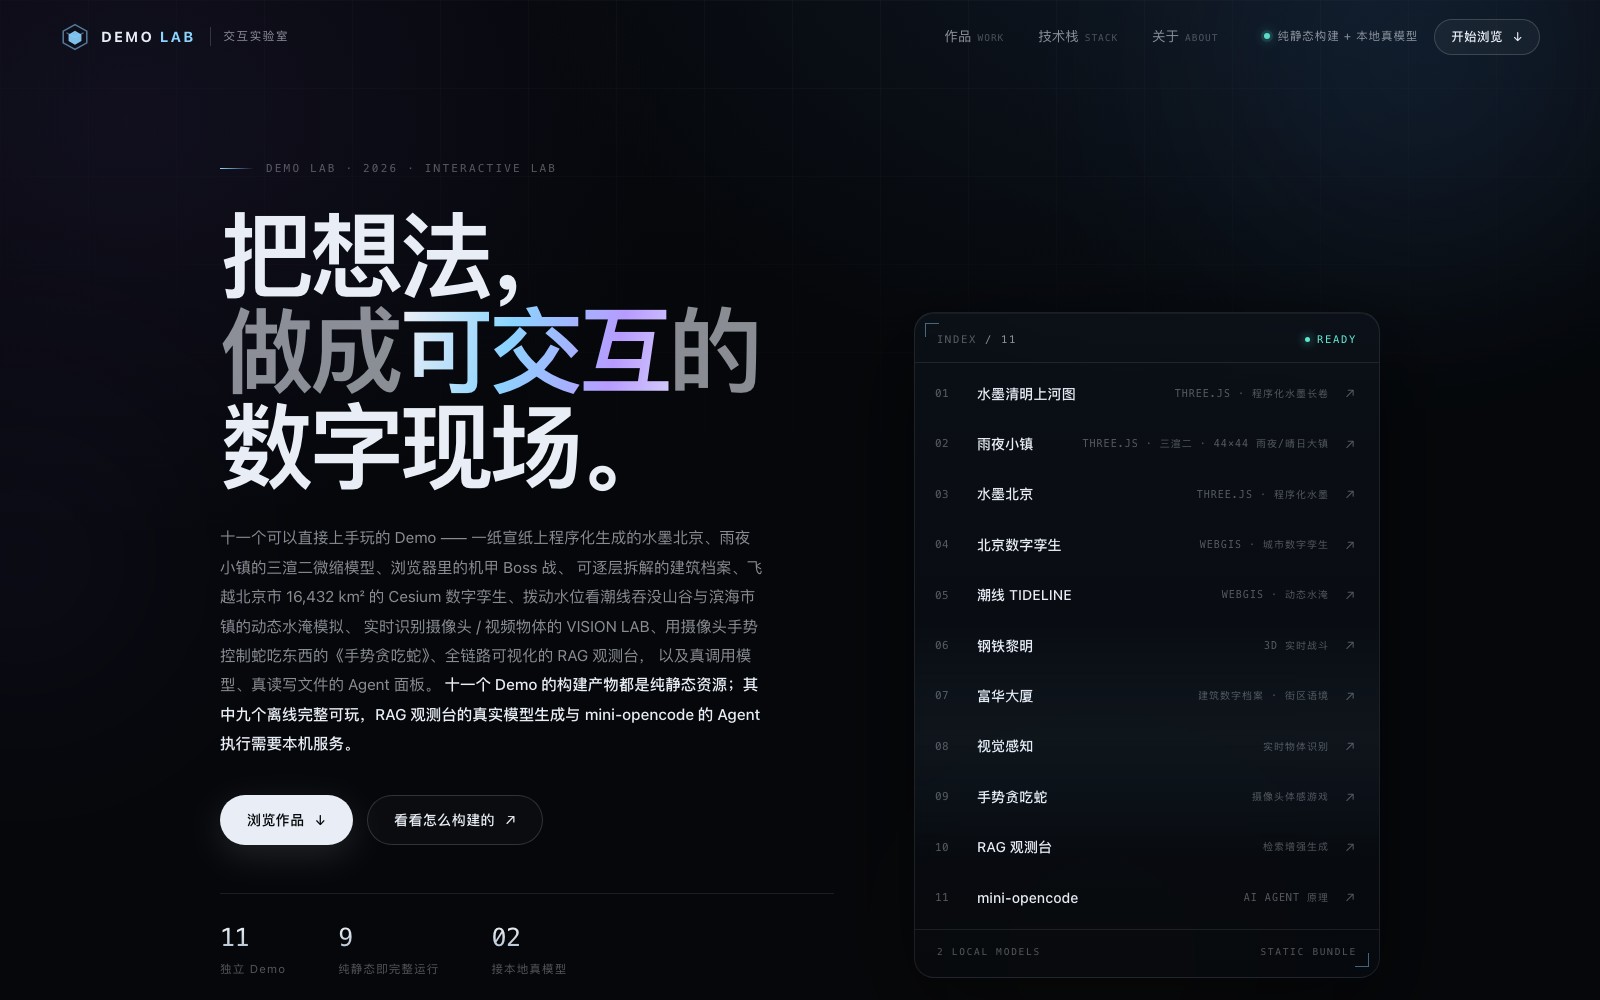 DEMO LAB 交互实验室
作品 WORK 技术栈 STACK 关于 ABOUT 纯静态构建 + 本地真模型 开始浏览 ↓
DEMO LAB · 2026 · INTERACTIVE LAB
把想法，
做成可交互的
数字现场。
十一个可以直接上手玩的 Demo —— 一纸宣纸上程序化生成的水墨北京、雨夜
小镇的三渲二微缩模型、浏览器里的机甲 Boss 战、 可逐层拆解的建筑档案、飞
越北京市 16,432 km² 的 Cesium 数字孪生、拨动水位看潮线吞没山谷与滨海市
镇的动态水淹模拟、 实时识别摄像头 / 视频物体的 VISION LAB、用摄像头手势
控制蛇吃东西的《手势贪吃蛇》、全链路可视化的 RAG 观测台， 以及真调用模
型、真读写文件的 Agent 面板。 十一个 Demo 的构建产物都是纯静态资源；其
中九个离线完整可玩，RAG 观测台的真实模型生成与 mini-opencode 的 Agent
执行需要本机服务。
浏览作品 ↓ 看看怎么构建的 ↗
11 9 02
独立 Demo 纯静态即完整运行 接本地真模型
INDEX / 11 READY
01 水墨清明上河图 THREE.JS · 程序化水墨长卷 ↗
02 雨夜小镇 THREE.JS · 三渲二 · 44×44 雨夜/晴日大镇 ↗
03 水墨北京 THREE.JS · 程序化水墨 ↗
04 北京数字孪生 WEBGIS · 城市数字孪生 ↗
05 潮线 TIDELINE WEBGIS · 动态水淹 ↗
06 钢铁黎明 3D 实时战斗 ↗
07 富华大厦 建筑数字档案 · 街区语境 ↗
08 视觉感知 实时物体识别 ↗
09 手势贪吃蛇 摄像头体感游戏 ↗
10 RAG 观测台 检索增强生成 ↗
11 mini-opencode AI AGENT 原理 ↗
2 LOCAL MODELS STATIC BUNDLE